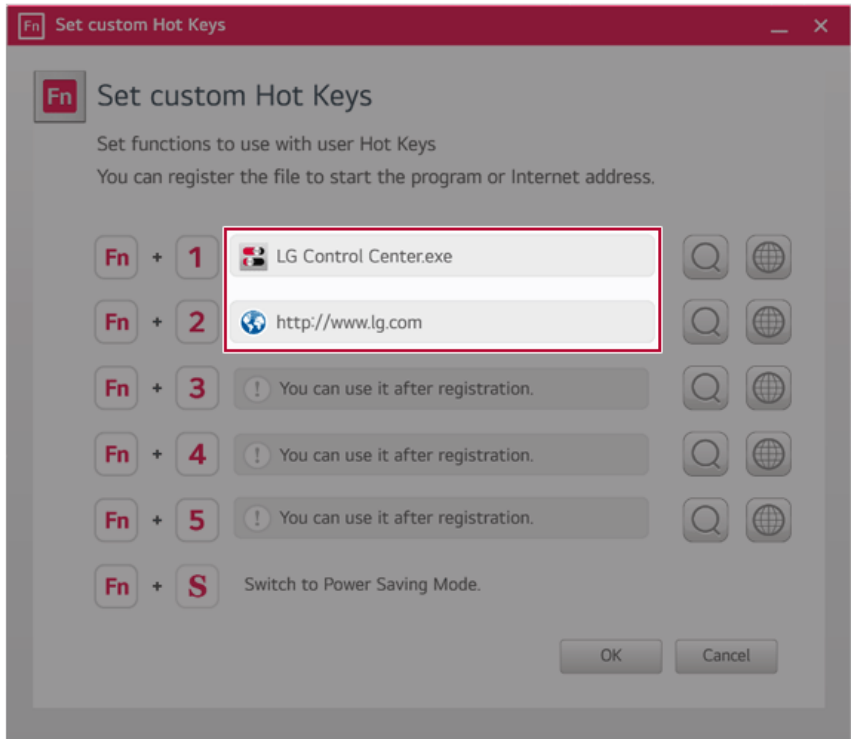 Fn Set custom Hot Keys
Fn Set custom Hot Keys
Set functions to use with user Hot Keys
You can register the file to start the program or Internet address.
Fn + 1 LG Control Center.exe
Fn + 2 http://www.lg.com
Fn + 3 ! You can use it after registration.
Fn + 4 ! You can use it after registration.
Fn + 5 ! You can use it after registration.
Fn + S Switch to Power Saving Mode.
OK Cancel